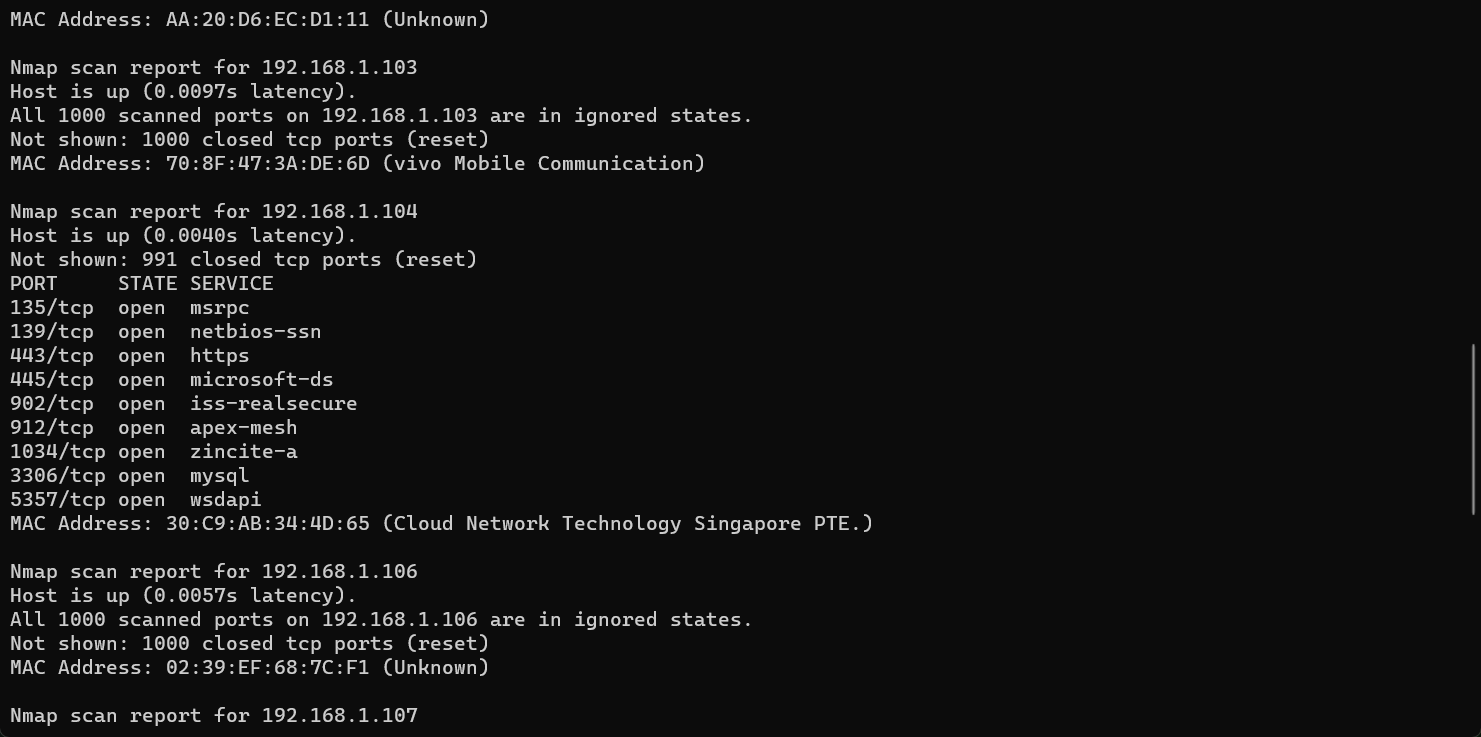 MAC Address: AA:20:D6:EC:D1:11 (Unknown)
Nmap scan report for 192.168.1.103
Host is up (0.0097s latency).
All 1000 scanned ports on 192.168.1.103 are in ignored states.
Not shown: 1000 closed tcp ports (reset)
MAC Address: 70:8F:47:3A:DE:6D (vivo Mobile Communication)
Nmap scan report for 192.168.1.104
Host is up (0.0040s latency).
Not shown: 991 closed tcp ports (reset)
PORT     STATE SERVICE
135/tcp  open  msrpc
139/tcp  open  netbios-ssn
443/tcp  open  https
445/tcp  open  microsoft-ds
902/tcp  open  iss-realsecure
912/tcp  open  apex-mesh
1034/tcp open  zincite-a
3306/tcp open  mysql
5357/tcp open  wsdapi
MAC Address: 30:C9:AB:34:4D:65 (Cloud Network Technology Singapore PTE.)
Nmap scan report for 192.168.1.106
Host is up (0.0057s latency).
All 1000 scanned ports on 192.168.1.106 are in ignored states.
Not shown: 1000 closed tcp ports (reset)
MAC Address: 02:39:EF:68:7C:F1 (Unknown)
Nmap scan report for 192.168.1.107